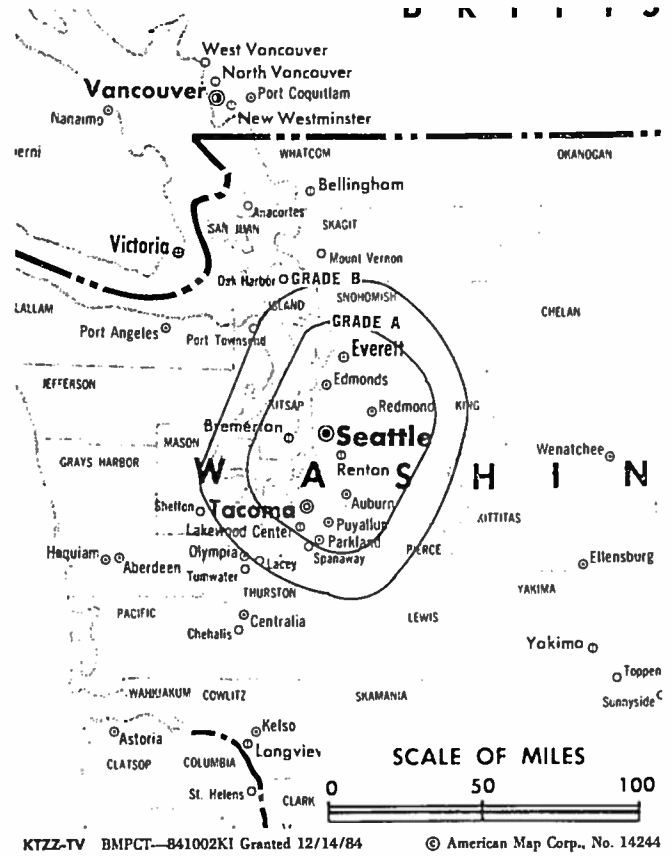 West Vancouver
North Vancouver
Vancouver
Port Coquitlam
Nanaimo
New Westminster
WHATCOM
OKANOGAN
erni
Bellingham
Anacortes
SAN JUAN
SKAGIT
Victoria
Mount Vernon
Oak Harbor
GRADE B
SNOHOMISH
ISLAND
LALLAM
CHELAN
GRADE A
Port Angeles
Port Townsend
Everett
JEFFERSON
Edmonds
KITSAP
Redmond
KING
Bremerton
Seattle
MASON
GRAYS HARBOR
Renton
Wenatchee
W A S H I N
Shelton
Tacoma
Auburn
KITTITAS
Lakewood Center
Puyallup
Parkland
PIERCE
Hoquiam
Aberdeen
Olympia
Lacey
Spanaway
Ellensburg
Tumwater
THURSTON
YAKIMA
PACIFIC
Centralia
LEWIS
Chehalis
Yakima
Toppen
WAHKIAKUM
COWLITZ
SKAMANIA
Sunnyside
Astoria
Kelso
CLATSOP
COLUMBIA
Longview
SCALE OF MILES
St. Helens
CLARK
0 50 100
KTZZ-TV BMPCT—841002KI Granted 12/14/84 © American Map Corp., No. 14244